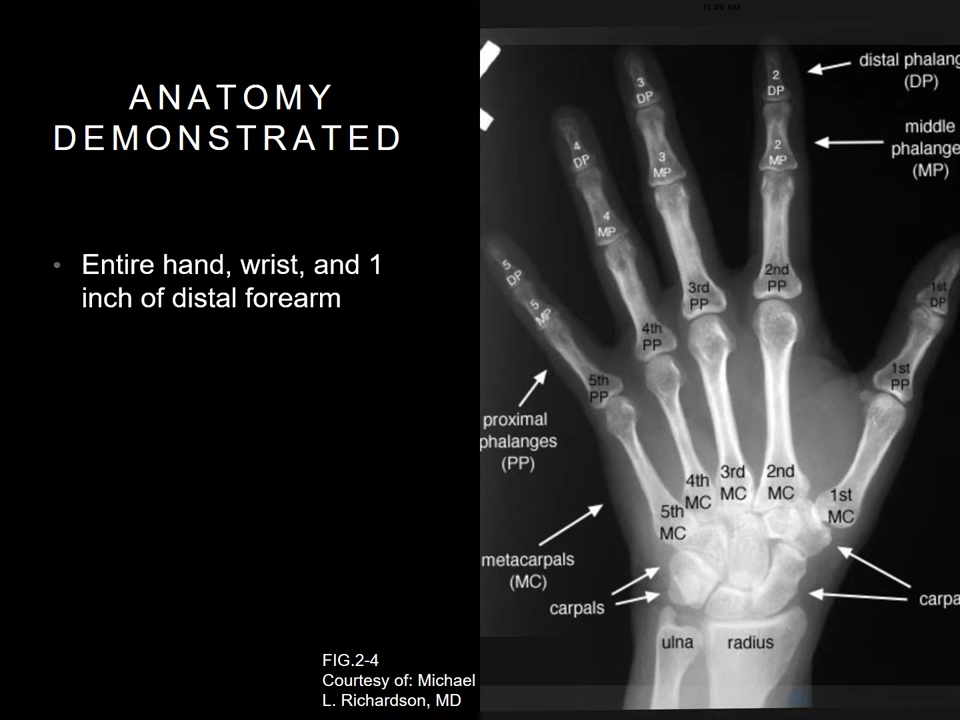 11:49 AM
ANATOMY
DEMONSTRATED
• Entire hand, wrist, and 1
inch of distal forearm
FIG.2-4
Courtesy of: Michael
L. Richardson, MD
distal phalang
(DP)
middle
phalange
(MP)
2
DP
3
DP
2
MP
3
MP
4
DP
4
MP
5
DP
5
MP
2nd
PP
3rd
PP
1st
DP
4th
PP
1st
PP
5th
PP
proximal
phalanges
(PP)
3rd
MC
2nd
MC
4th
MC
1st
MC
5th
MC
metacarpals
(MC)
carpals
carpa
ulna
radius